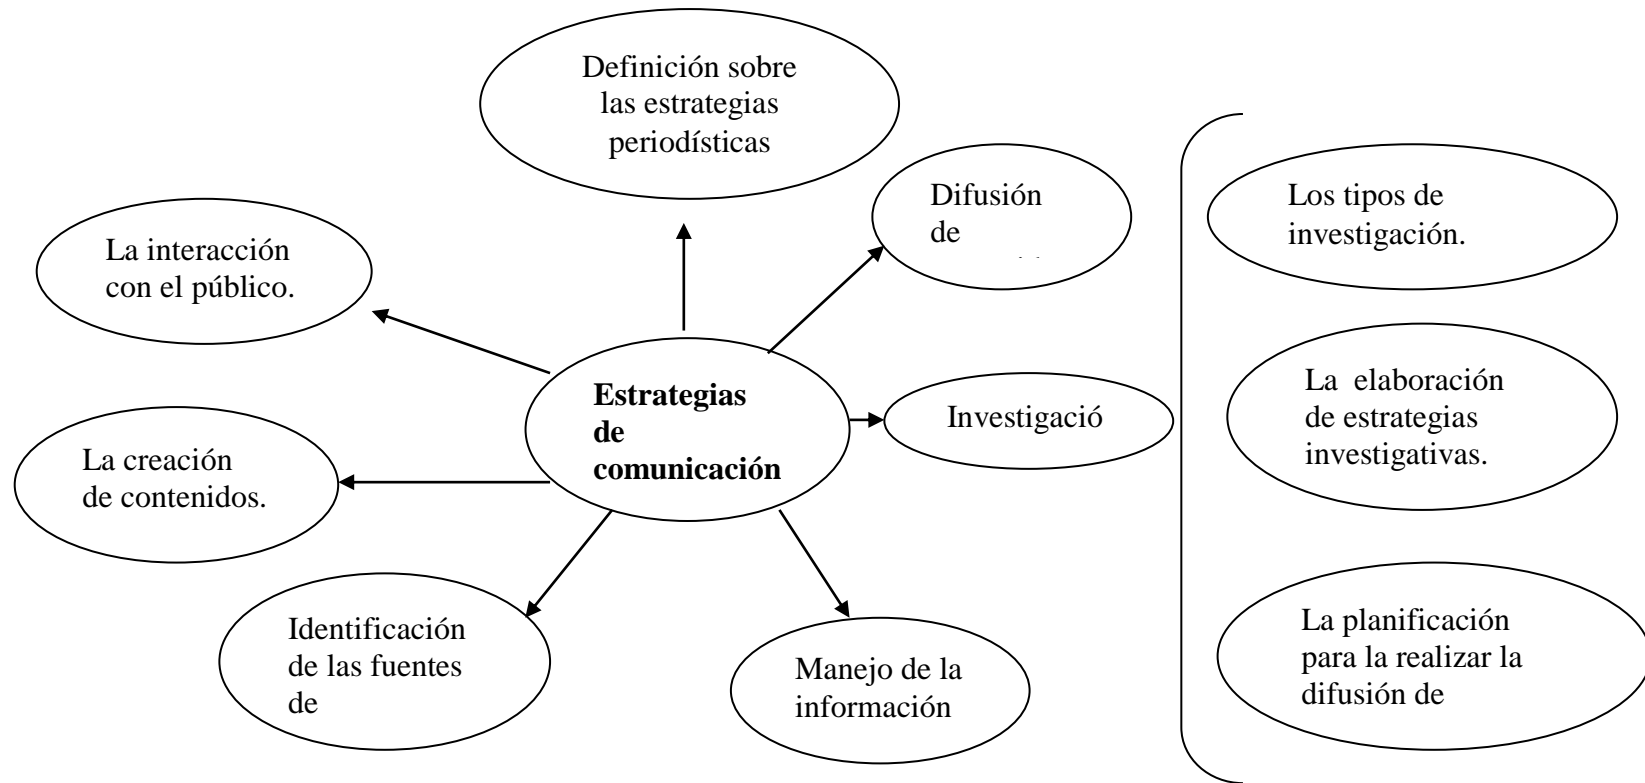 Definición sobre
las estrategias
periodísticas
Difusión
de
La interacción
con el público.
Estrategias
de
comunicación
Investigació
La creación
de contenidos.
Identificación
de las fuentes
de
Manejo de la
información
Los tipos de
investigación.
La elaboración
de estrategias
investigativas.
La planificación
para la realizar la
difusión de